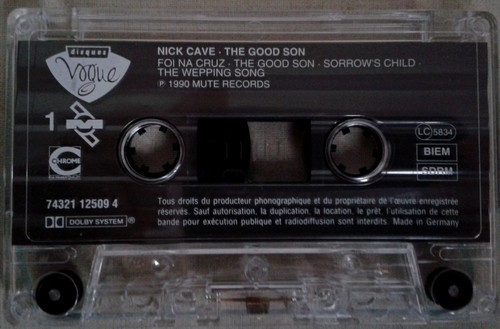 disques
Vogue
NICK CAVE · THE GOOD SON
FOI NA CRUZ · THE GOOD SON · SORROW'S CHILD ·
THE WEPPING SONG
℗ 1990 MUTE RECORDS
1
LC 5834
BIEM
SDRM
CHROME
74321 12509 4
DOLBY SYSTEM ®
Tous droits du producteur phonographique et du propriétaire de l'œuvre enregistrée
réservés. Sauf autorisation, la duplication, la location, le prêt, l'utilisation de cette
bande pour exécution publique et radiodiffusion sont interdits. Made in Germany